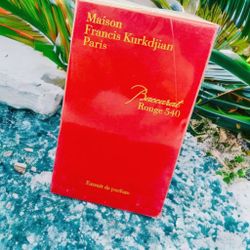 Maison
Francis Kurkdjian
Paris
Baccarat
Rouge 540
Extrait de parfum